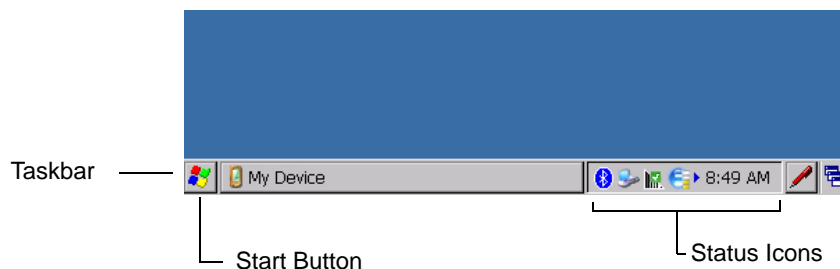 Taskbar
My Device
8:49 AM
Start Button
Status Icons